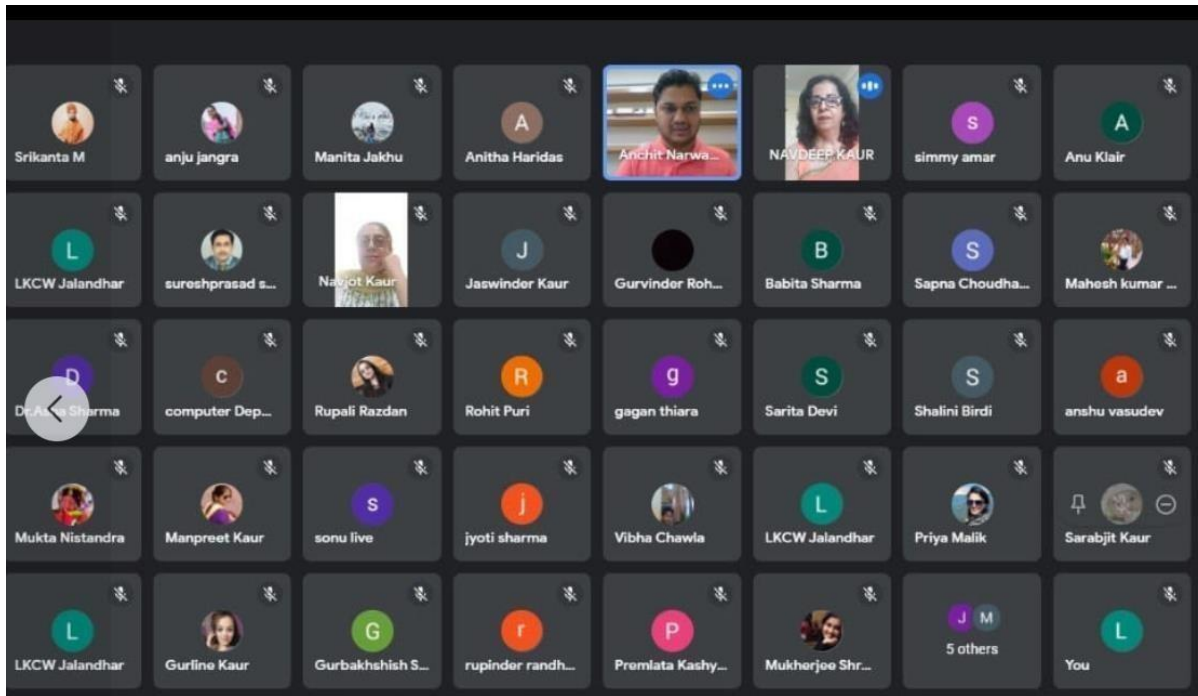 Srikanta M
anju jangra
Manita Jakhu
A
Anitha Haridas
Anchit Narwa...
NAVDEEP KAUR
s
simmy amar
A
Anu Klair
L
LKCW Jalandhar
sureshprasad s...
Navjot Kaur
J
Jaswinder Kaur
Gurvinder Roh...
B
Babita Sharma
S
Sapna Choudha...
Mahesh kumar ...
D
Dr.Asha Sharma
c
computer Dep...
Rupali Razdan
R
Rohit Puri
g
gagan thiara
S
Sarita Devi
S
Shalini Birdi
a
anshu vasudev
Mukta Nistandra
Manpreet Kaur
s
sonu live
j
jyoti sharma
Vibha Chawla
L
LKCW Jalandhar
Priya Malik
Sarabjit Kaur
L
LKCW Jalandhar
Gurline Kaur
G
Gurbakhshish S...
r
rupinder randh...
P
Premlata Kashy...
Mukherjee Shr...
J M
5 others
L
You